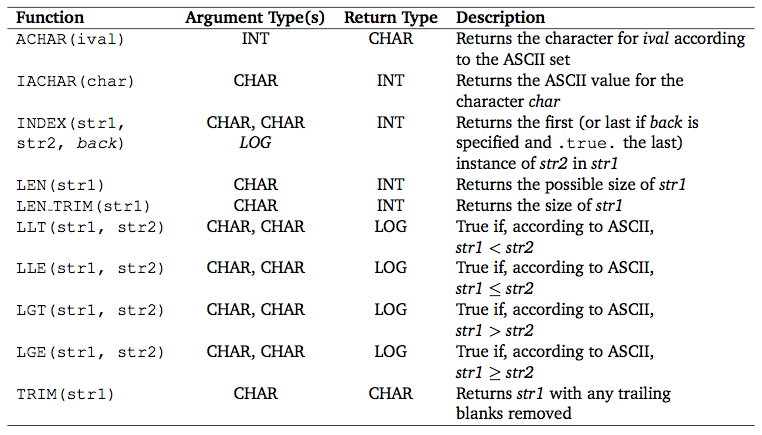 Function Argument Type(s) Return Type Description
ACHAR(ival) INT CHAR Returns the character for ival according
to the ASCII set
IACHAR(char) CHAR INT Returns the ASCII value for the
character char
INDEX(str1, CHAR, CHAR INT Returns the first (or last if back is
str2, back) LOG specified and .true. the last)
instance of str2 in str1
LEN(str1) CHAR INT Returns the possible size of str1
LEN_TRIM(str1) CHAR INT Returns the size of str1
LLT(str1, str2) CHAR, CHAR LOG True if, according to ASCII,
str1 < str2
LLE(str1, str2) CHAR, CHAR LOG True if, according to ASCII,
str1 ≤ str2
LGT(str1, str2) CHAR, CHAR LOG True if, according to ASCII,
str1 > str2
LGE(str1, str2) CHAR, CHAR LOG True if, according to ASCII,
str1 ≥ str2
TRIM(str1) CHAR CHAR Returns str1 with any trailing
blanks removed